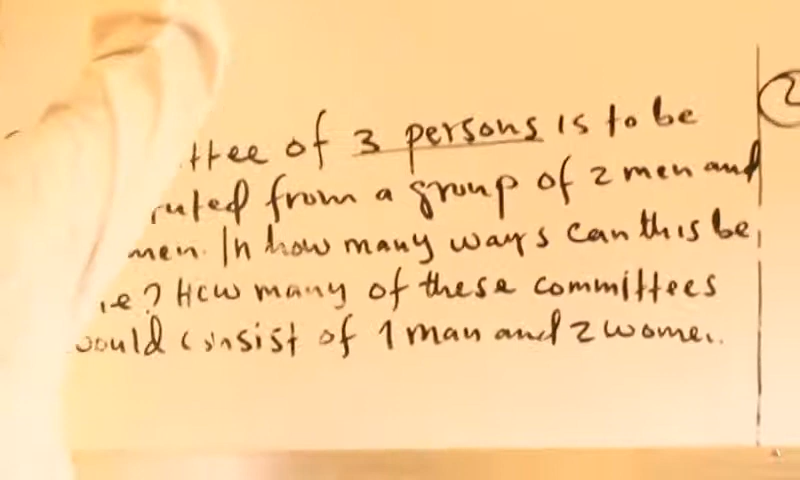 ttee of 3 persons is to be
ruted from a group of 2 men and
men. In how many ways can this be
e? How many of these committees
would consist of 1 man and 2 women.
2